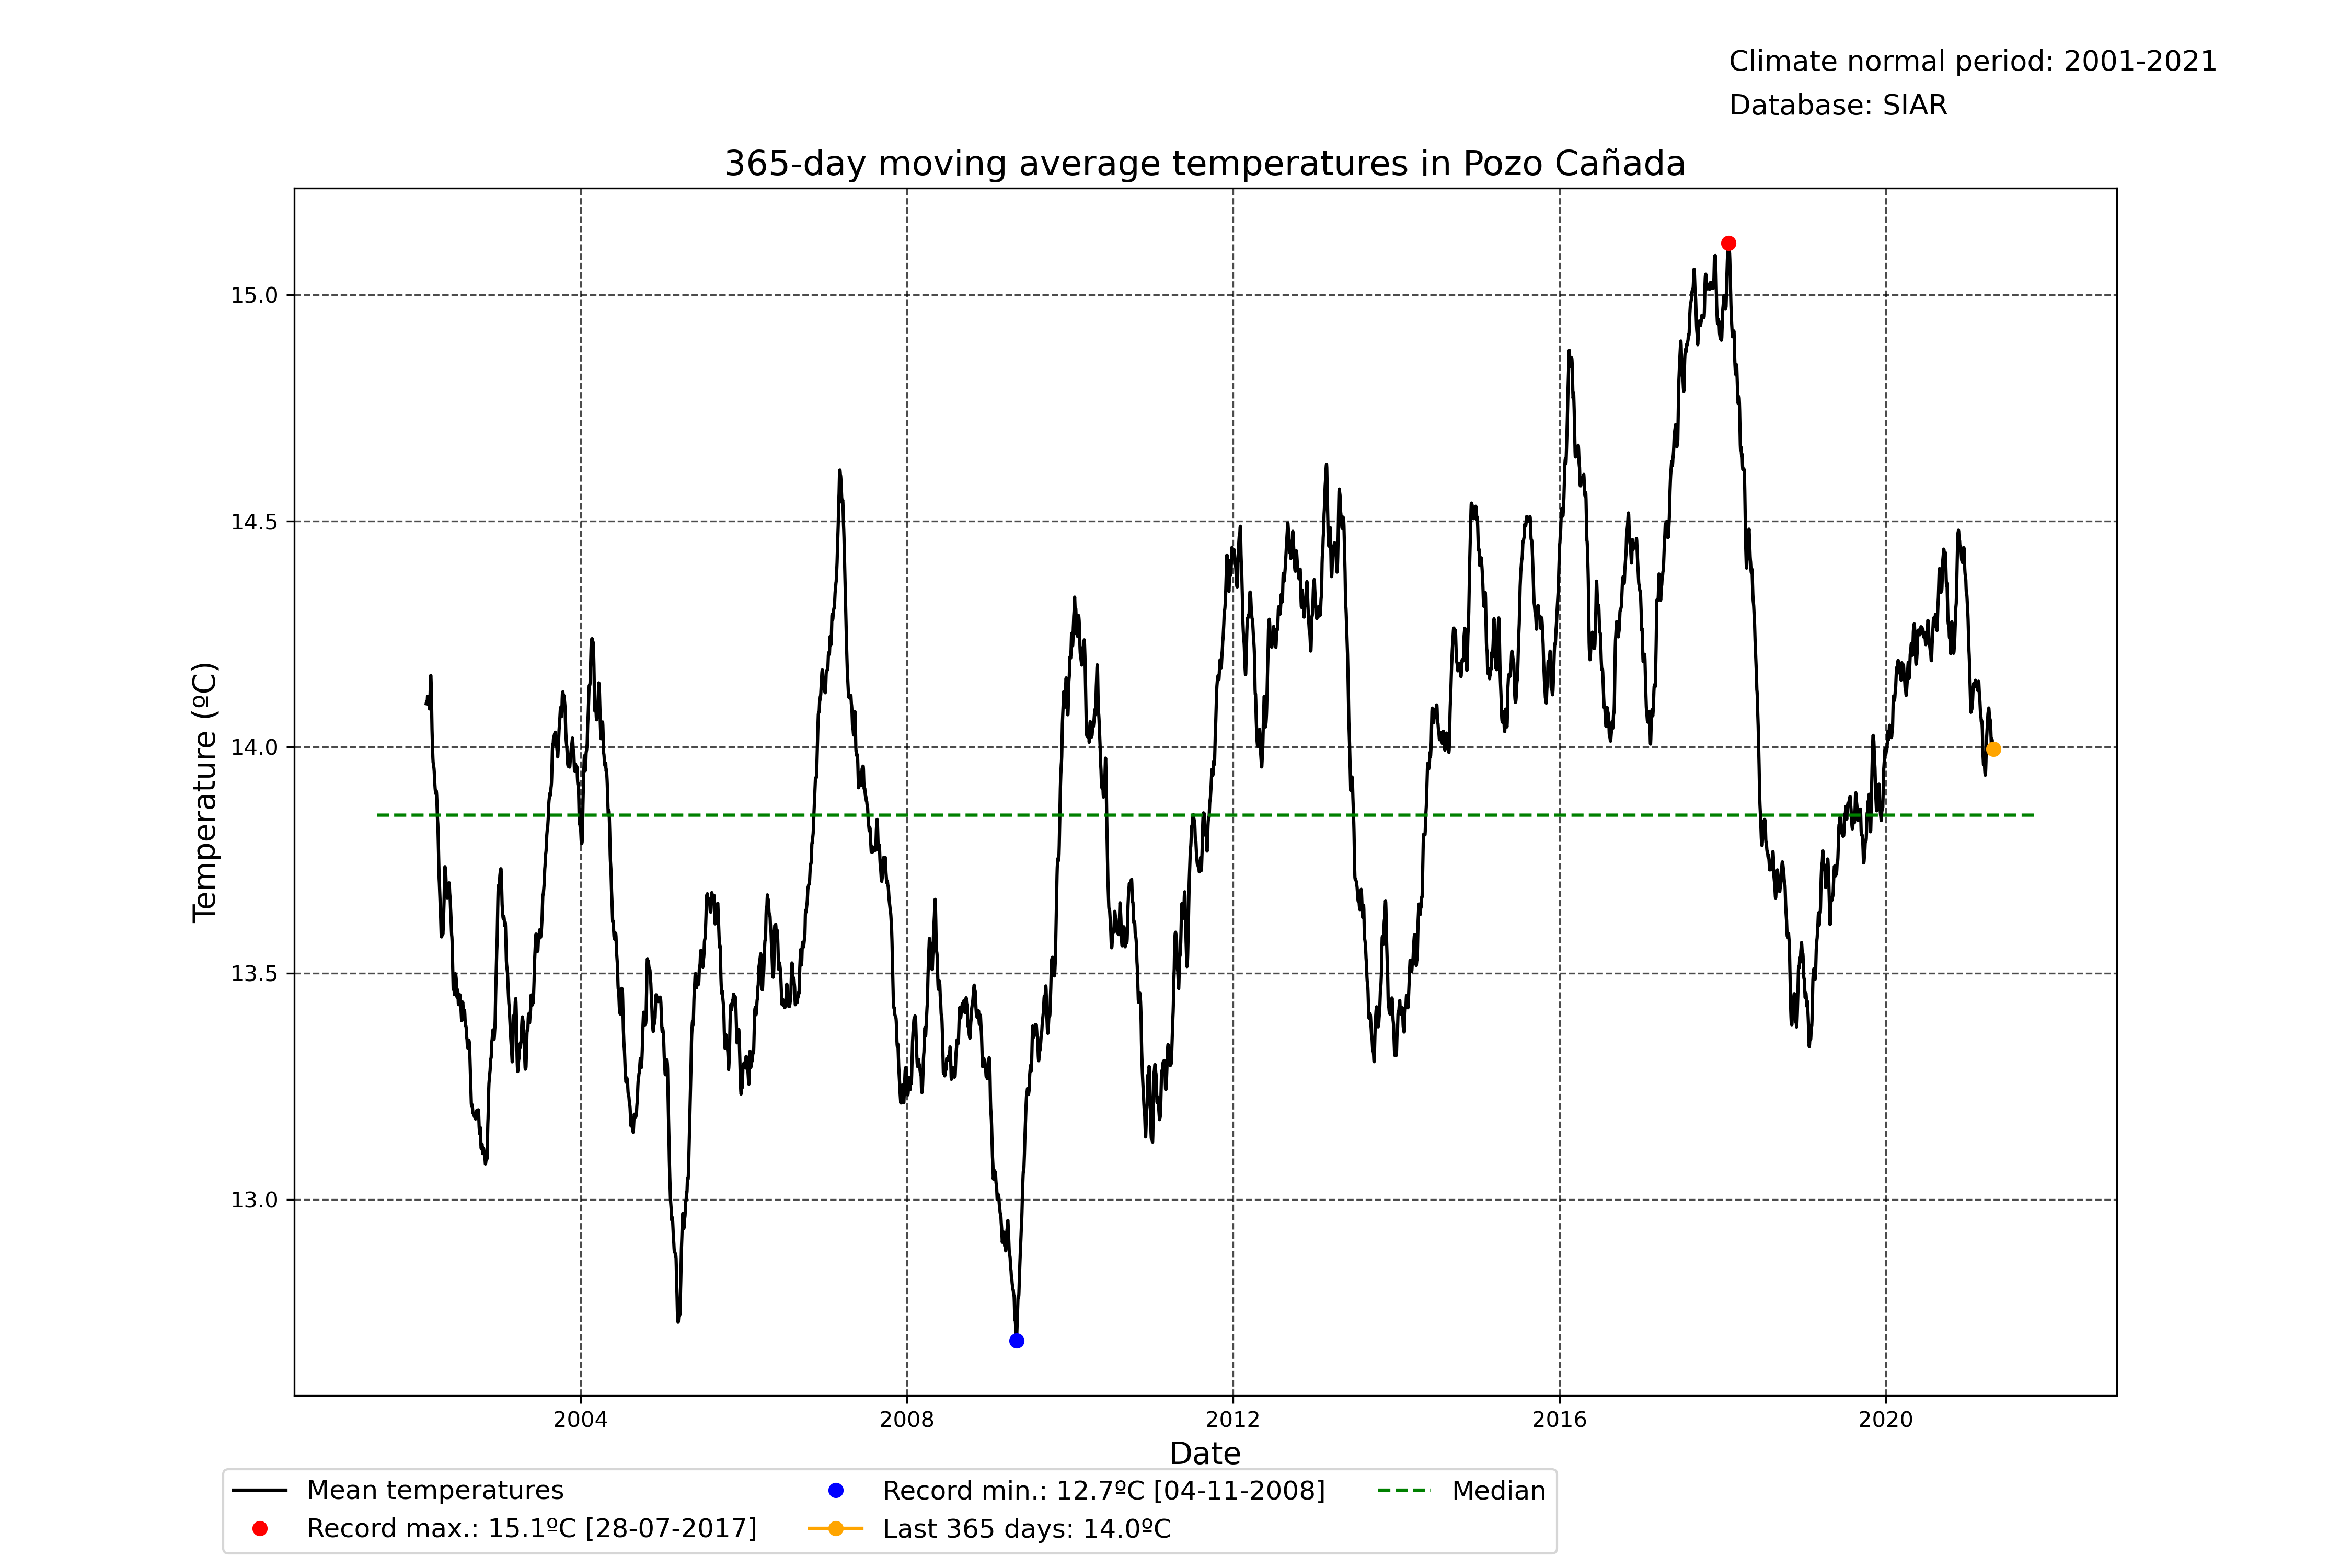 Climate normal period: 2001-2021
Database: SIAR
365-day moving average temperatures in Pozo Cañada
Temperature (ºC)
15.0
14.5
14.0
13.5
13.0
2004 2008 2012 2016 2020
Date
Mean temperatures
Record max.: 15.1ºC [28-07-2017]
Record min.: 12.7ºC [04-11-2008]
Last 365 days: 14.0ºC
Median